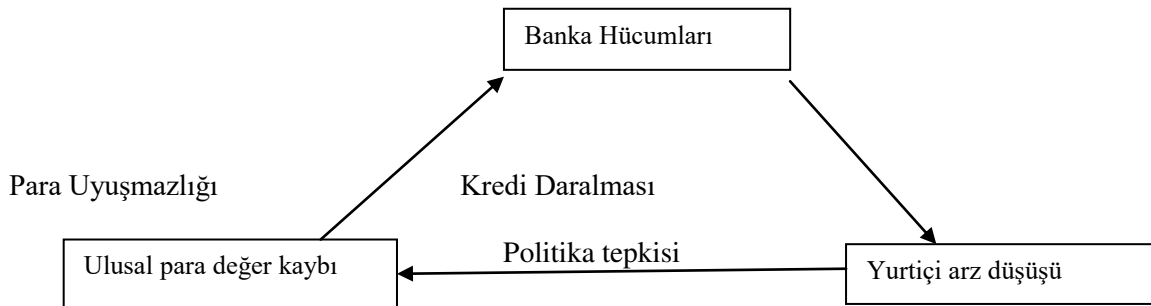 Banka Hücumları
Para Uyuşmazlığı
Kredi Daralması
Politika tepkisi
Ulusal para değer kaybı
Yurtiçi arz düşüşü